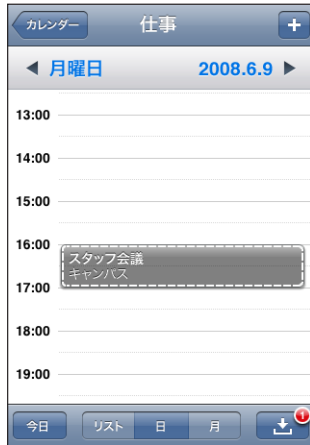 カレンダー 仕事 +
月曜日 2008.6.9
13:00
14:00
15:00
16:00
スタッフ会議
キャンパス
17:00
18:00
19:00
今日 リスト 日 月 1